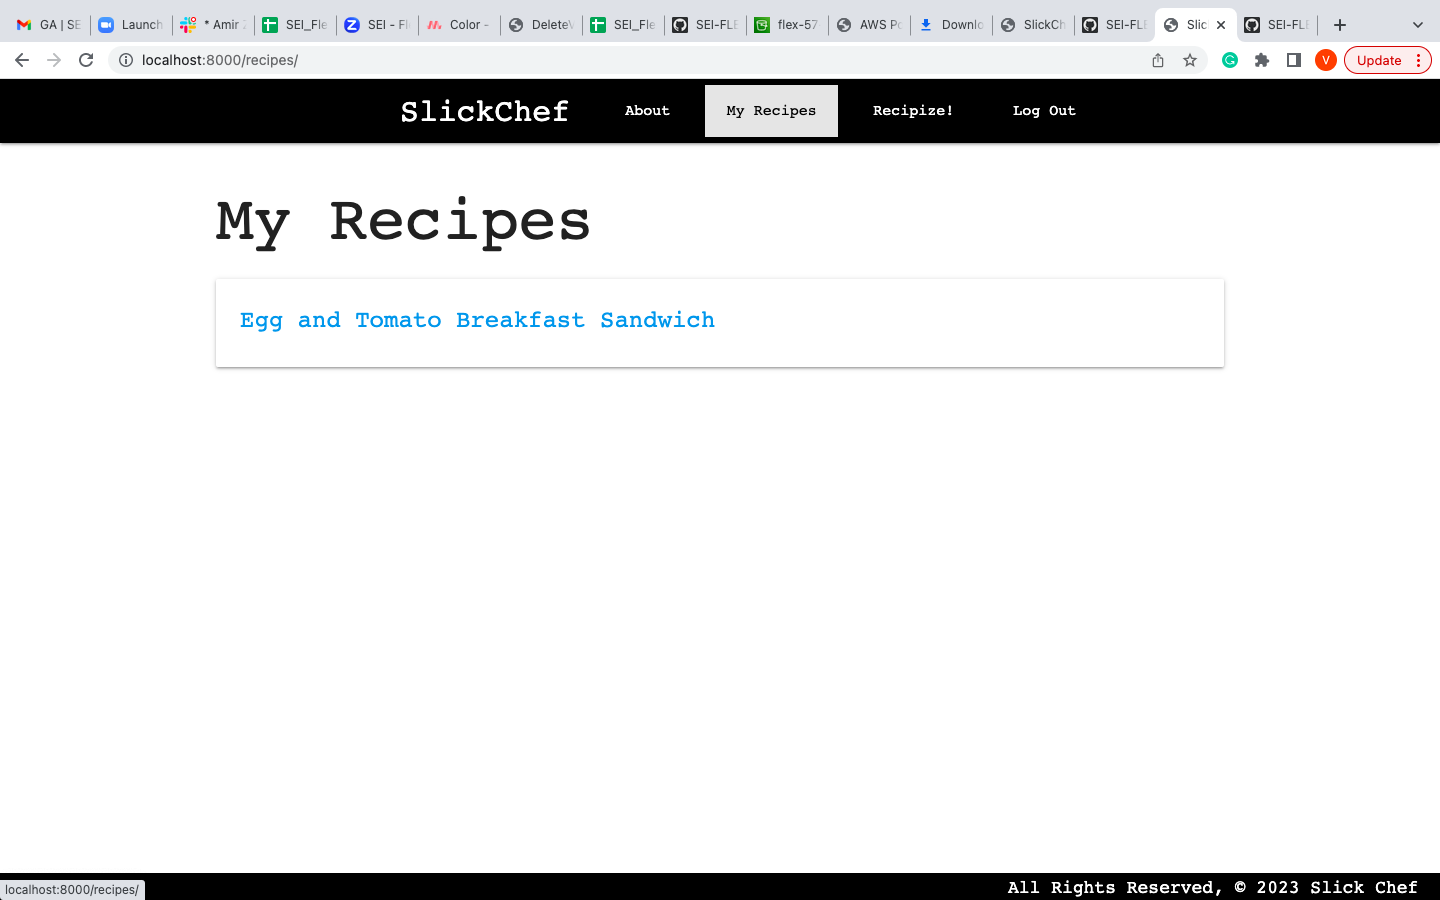 GA | SE
Launch
* Amir
SEI_Fle
SEI - Fl
Color -
DeleteV
SEI_Fle
SEI-FLE
flex-57
AWS Po
Downlo
SlickCh
SEI-FLE
Slic
SEI-FLE
localhost:8000/recipes/
V
Update
SlickChef
About
My Recipes
Recipize!
Log Out
My Recipes
Egg and Tomato Breakfast Sandwich
localhost:8000/recipes/
All Rights Reserved, © 2023 Slick Chef